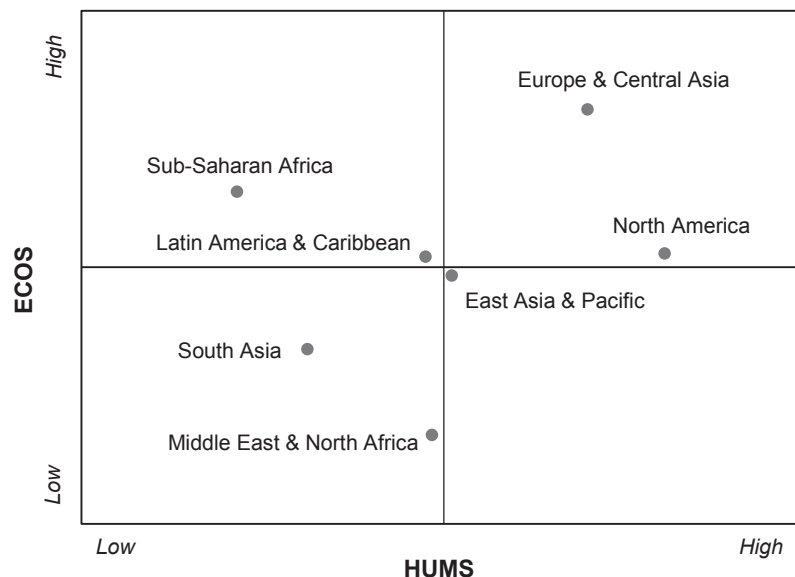 High
Europe & Central Asia
Sub-Saharan Africa
North America
Latin America & Caribbean
ECOS
East Asia & Pacific
South Asia
Middle East & North Africa
Low
Low
High
HUMS